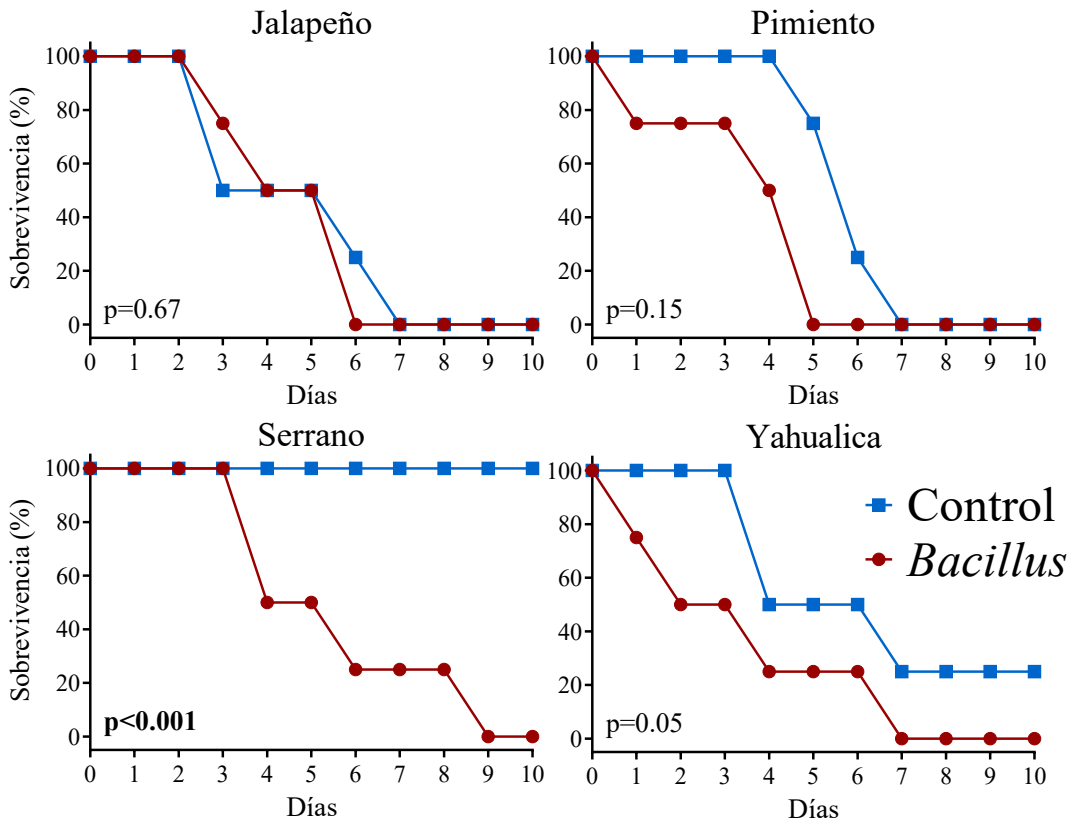 Jalapeño
Sobrevivencia (%)
100
80
60
40
20
0
p=0.67
0 1 2 3 4 5 6 7 8 9 10
Días
Pimiento
100
80
60
40
20
0
p=0.15
0 1 2 3 4 5 6 7 8 9 10
Días
Serrano
Sobrevivencia (%)
100
80
60
40
20
0
p<0.001
0 1 2 3 4 5 6 7 8 9 10
Días
Yahualica
100
80
60
40
20
0
p=0.05
0 1 2 3 4 5 6 7 8 9 10
Días
Control
Bacillus